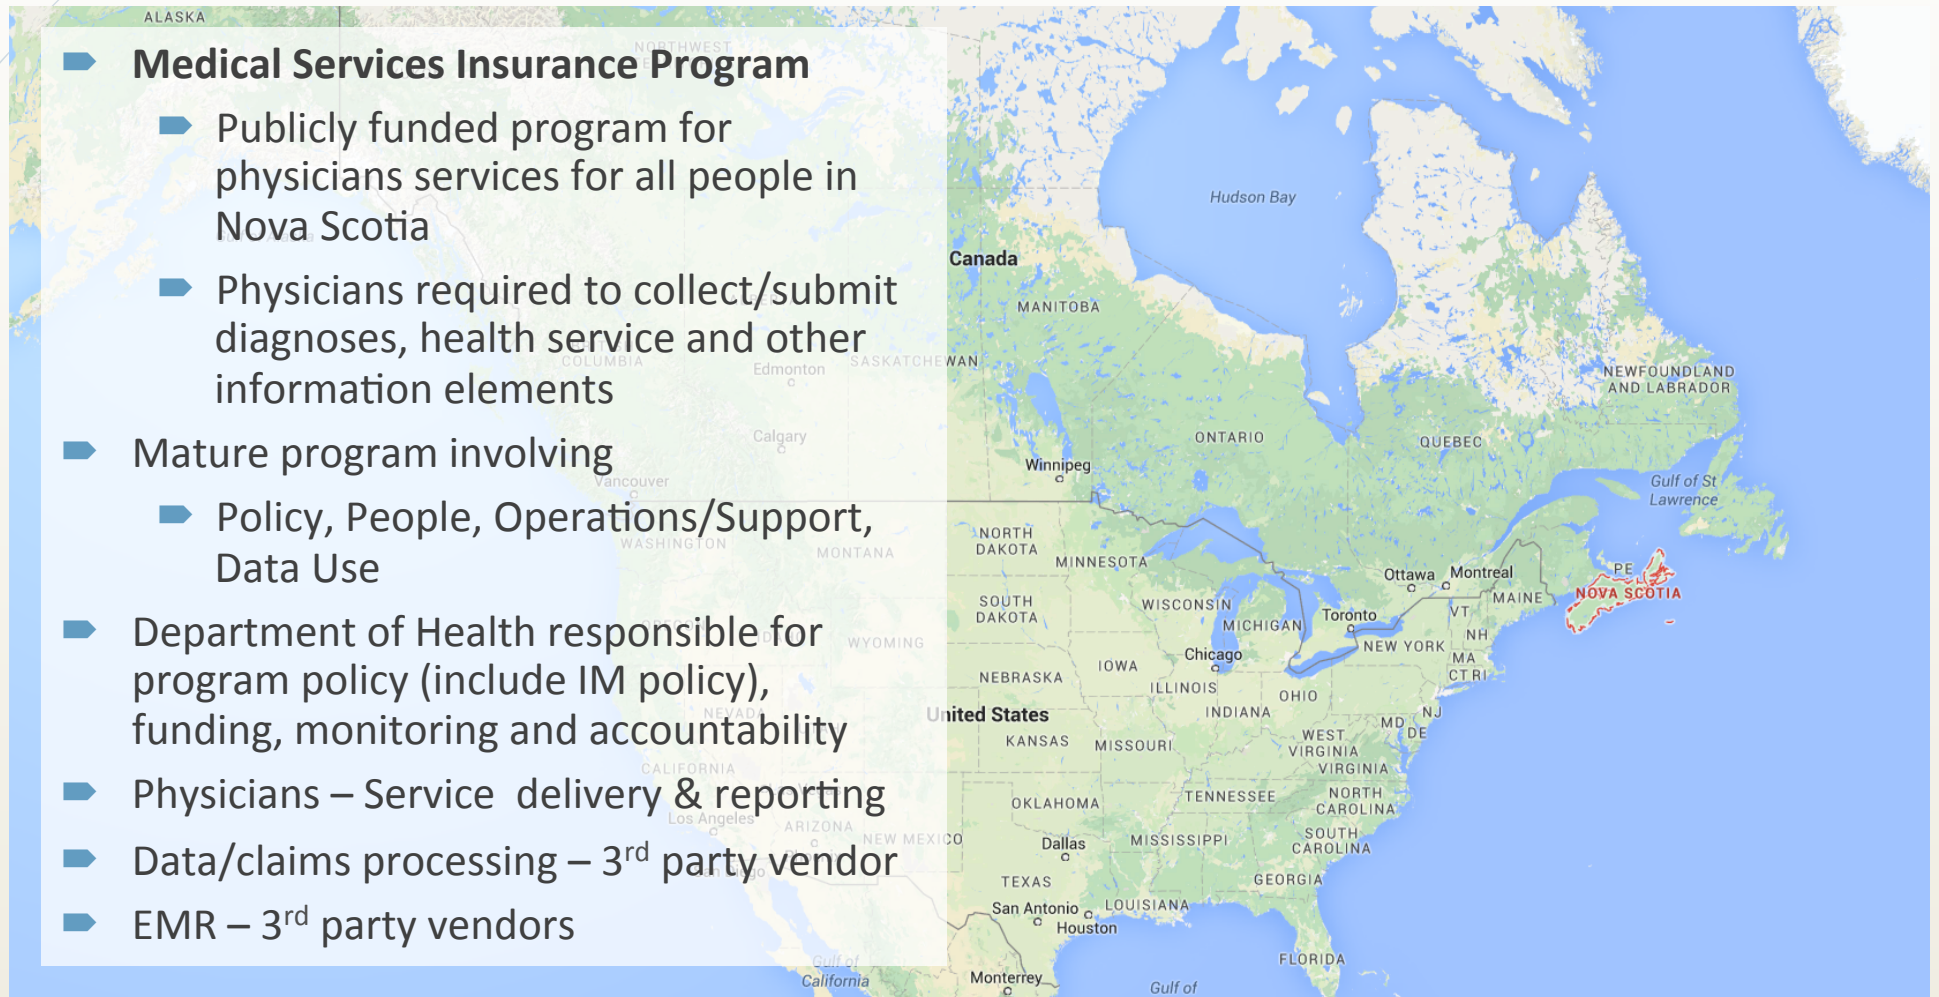 Medical Services Insurance Program
Publicly funded program for
physicians services for all people in
Nova Scotia
Physicians required to collect/submit
diagnoses, health service and other
information elements
Mature program involving
Policy, People, Operations/Support,
Data Use
Department of Health responsible for
program policy (include IM policy),
funding, monitoring and accountability
Physicians – Service  delivery & reporting
Data/claims processing – 3rd party vendor
EMR – 3rd party vendors
ALASKA
NORTHWEST
COLUMBIA
Edmonton
SASKATCHEWAN
Calgary
Vancouver
WASHINGTON
MONTANA
WYOMING
NEVADA
CALIFORNIA
Los Angeles
ARIZONA
NEW MEXICO
San Diego
Gulf of
California
Hudson Bay
Canada
MANITOBA
NEWFOUNDLAND
AND LABRADOR
ONTARIO
QUEBEC
Winnipeg
Gulf of St
Lawrence
NORTH
DAKOTA
MINNESOTA
Ottawa
Montreal
PE
NOVA SCOTIA
MAINE
SOUTH
DAKOTA
WISCONSIN
MICHIGAN
Toronto
VT
NH
NEW YORK
MA
CT RI
Chicago
IOWA
NEBRASKA
ILLINOIS
OHIO
INDIANA
United States
NJ
MD
DE
KANSAS
MISSOURI
WEST
VIRGINIA
VIRGINIA
OKLAHOMA
TENNESSEE
NORTH
CAROLINA
SOUTH
CAROLINA
Dallas
MISSISSIPPI
TEXAS
GEORGIA
San Antonio
LOUISIANA
Houston
FLORIDA
Monterrey
Gulf of